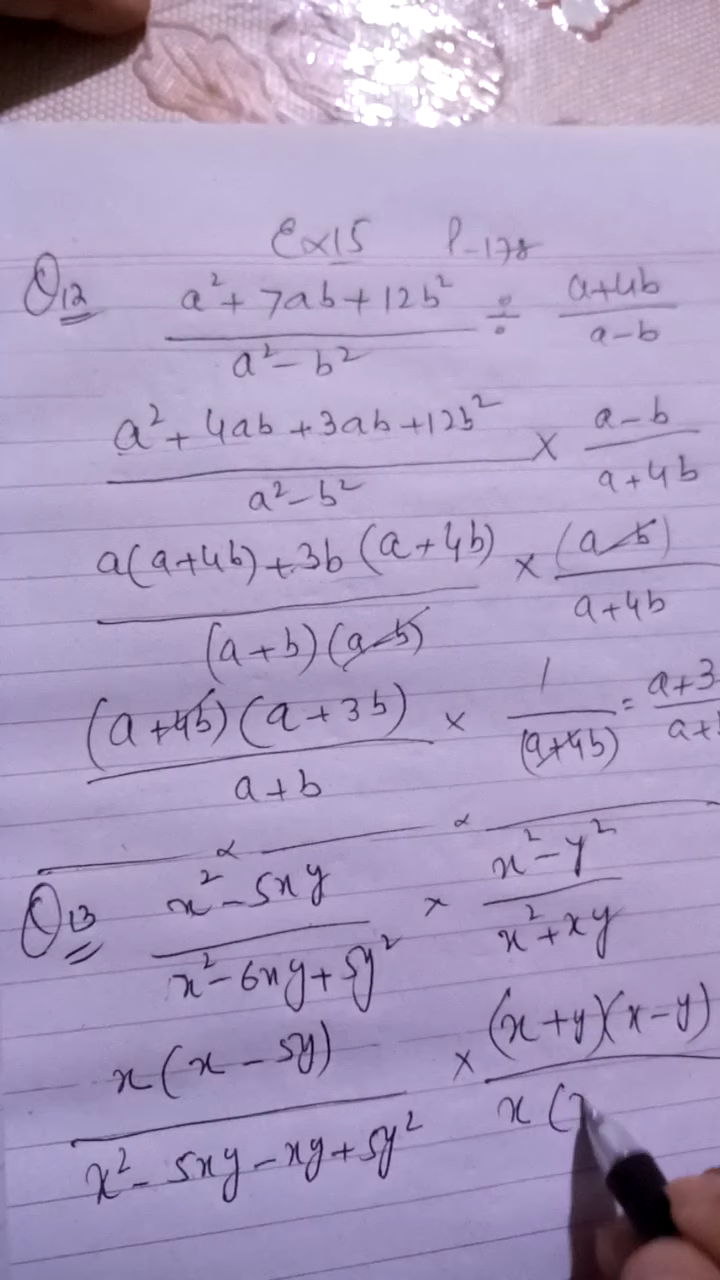 Ex15 P-178
Q12 a² + 7ab + 12b² / a² - b² ÷ a+4b / a-b
a² + 4ab + 3ab + 12b² / a² - b² × a-b / a+4b
a(a+4b) + 3b(a+4b) / (a+b)(a-b) × (a-b) / a+4b
(a+4b)(a+3b) / a+b × 1 / (a+4b) = a+3 / a+
Q13 x² - 5xy / x² - 6xy + 5y² × x² - y² / x² + xy
x(x - 5y) / x² - 5xy - xy + 5y² × (x+y)(x-y) / x(